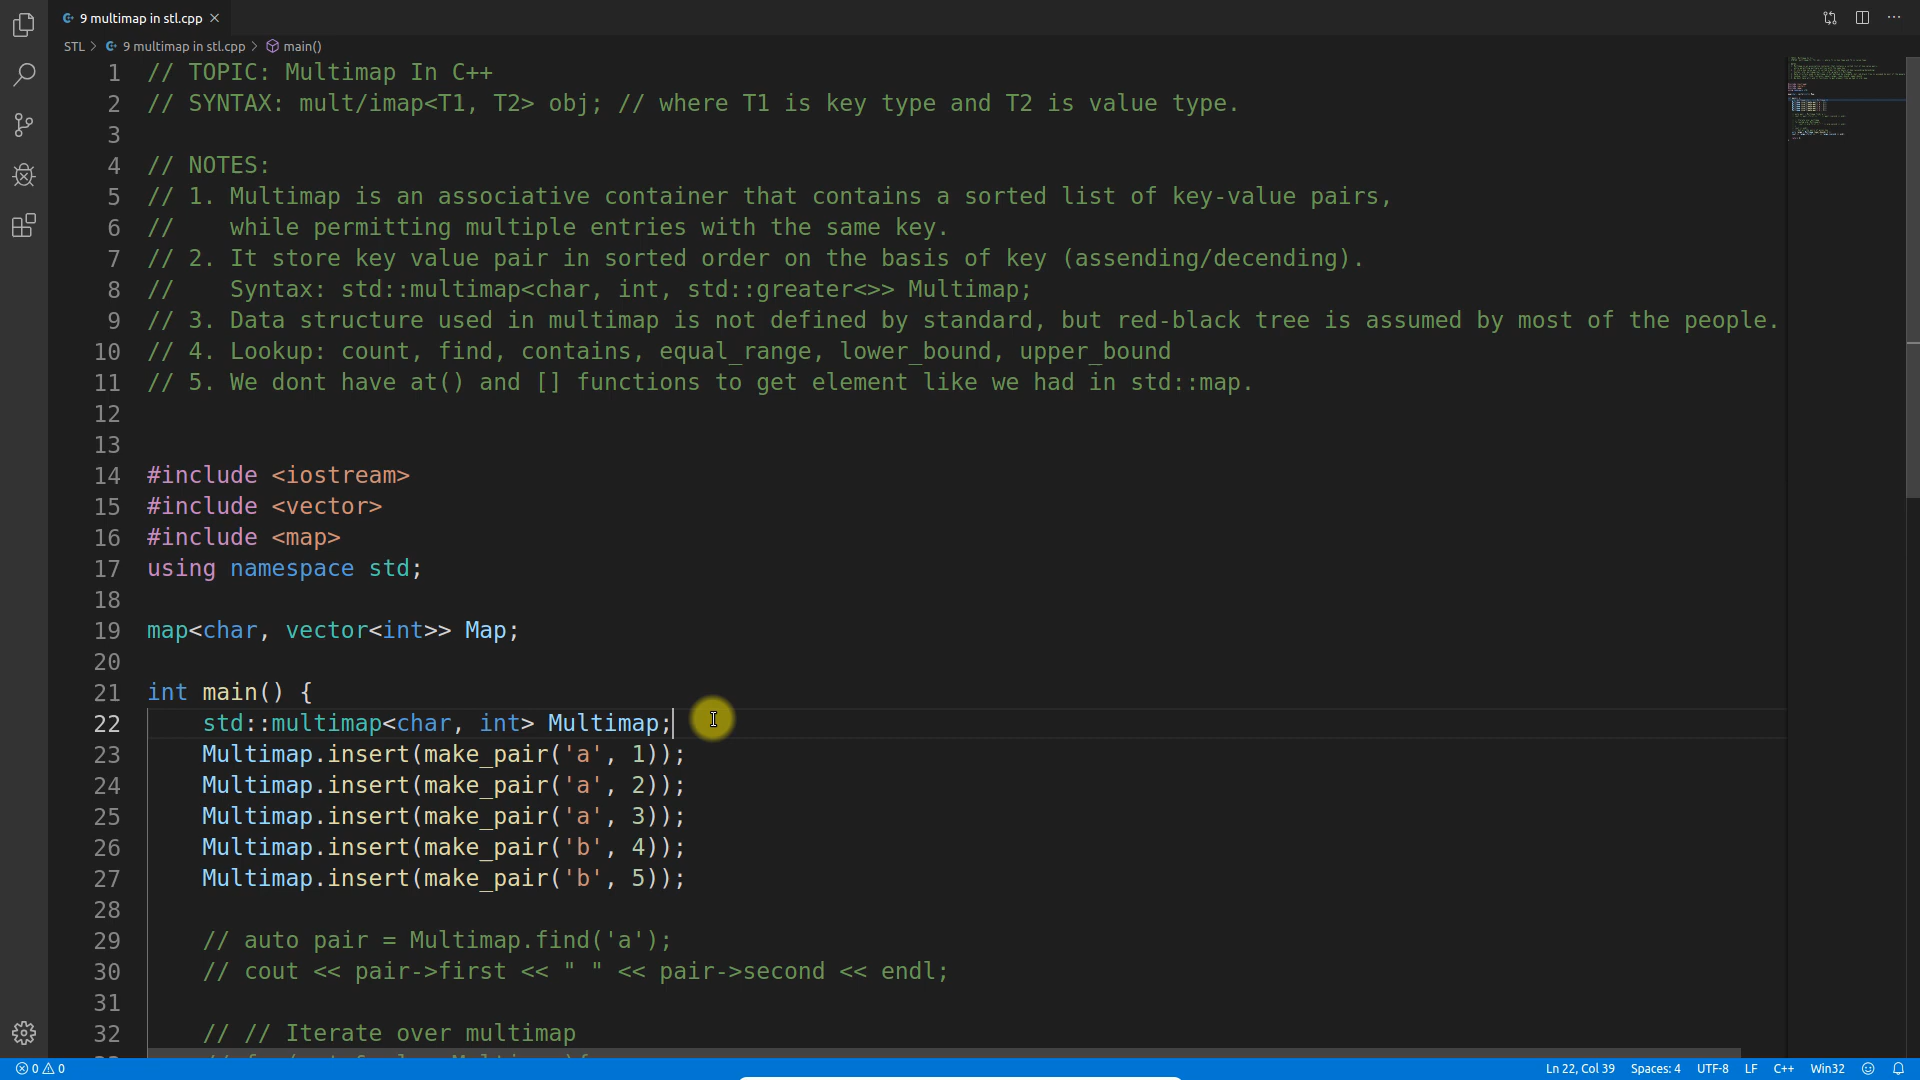 9 multimap in stl.cpp
STL > 9 multimap in stl.cpp > main()
1 // TOPIC: Multimap In C++
2 // SYNTAX: mult/imap<T1, T2> obj; // where T1 is key type and T2 is value type.
3
4 // NOTES:
5 // 1. Multimap is an associative container that contains a sorted list of key-value pairs,
6 //    while permitting multiple entries with the same key.
7 // 2. It store key value pair in sorted order on the basis of key (assending/decending).
8 //    Syntax: std::multimap<char, int, std::greater<>> Multimap;
9 // 3. Data structure used in multimap is not defined by standard, but red-black tree is assumed by most of the people.
10 // 4. Lookup: count, find, contains, equal_range, lower_bound, upper_bound
11 // 5. We dont have at() and [] functions to get element like we had in std::map.
12
13
14 #include <iostream>
15 #include <vector>
16 #include <map>
17 using namespace std;
18
19 map<char, vector<int>> Map;
20
21 int main() {
22     std::multimap<char, int> Multimap;
23     Multimap.insert(make_pair('a', 1));
24     Multimap.insert(make_pair('a', 2));
25     Multimap.insert(make_pair('a', 3));
26     Multimap.insert(make_pair('b', 4));
27     Multimap.insert(make_pair('b', 5));
28
29     // auto pair = Multimap.find('a');
30     // cout << pair->first << " " << pair->second << endl;
31
32     // // Iterate over multimap
0 0 Ln 22, Col 39 Spaces: 4 UTF-8 LF C++ Win32